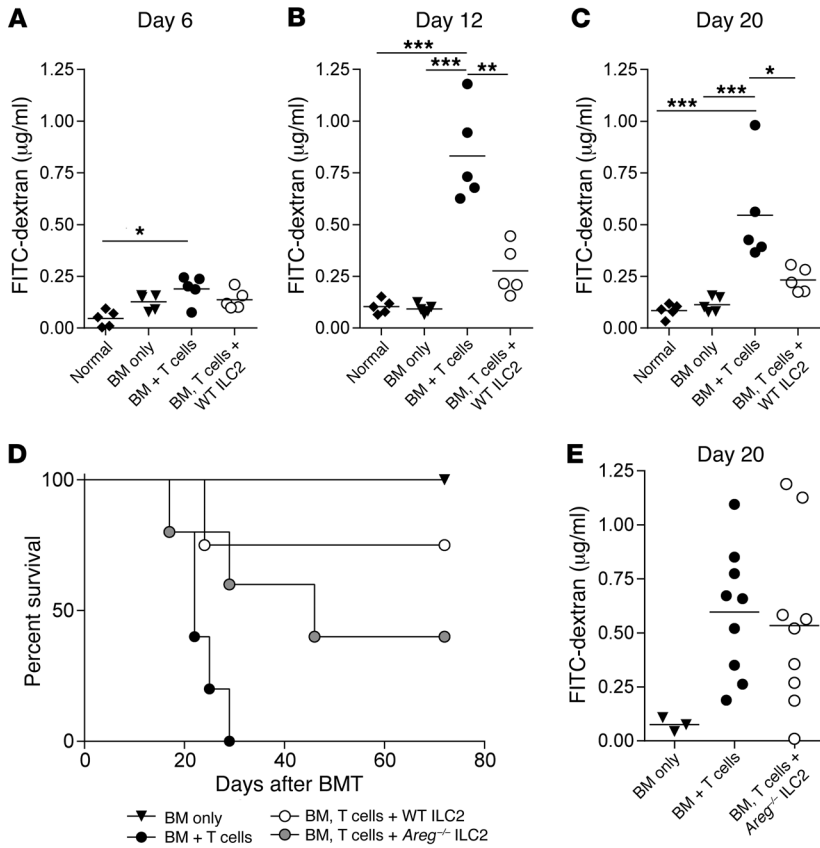 A
Day 6
FITC-dextran (μg/ml)
1.25
1.00
0.75
0.50
0.25
0.00
*
Normal
BM only
BM + T cells
BM, T cells +
WT ILC2
B
Day 12
FITC-dextran (μg/ml)
1.25
1.00
0.75
0.50
0.25
0.00
***
***
**
Normal
BM only
BM + T cells
BM, T cells +
WT ILC2
C
Day 20
FITC-dextran (μg/ml)
1.25
1.00
0.75
0.50
0.25
0.00
*
***
***
Normal
BM only
BM + T cells
BM, T cells +
WT ILC2
D
Percent survival
100
50
0
0
20
40
60
80
Days after BMT
BM only
BM + T cells
BM, T cells + WT ILC2
BM, T cells + Areg⁻/⁻ ILC2
E
Day 20
FITC-dextran (μg/ml)
1.25
1.00
0.75
0.50
0.25
0.00
BM only
BM + T cells
BM, T cells +
Areg⁻/⁻ ILC2